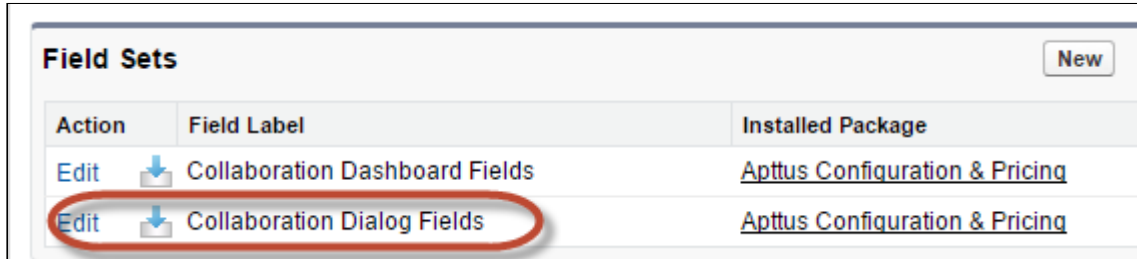 Field Sets New
Action Field Label Installed Package
Edit Collaboration Dashboard Fields Apttus Configuration & Pricing
Edit Collaboration Dialog Fields Apttus Configuration & Pricing